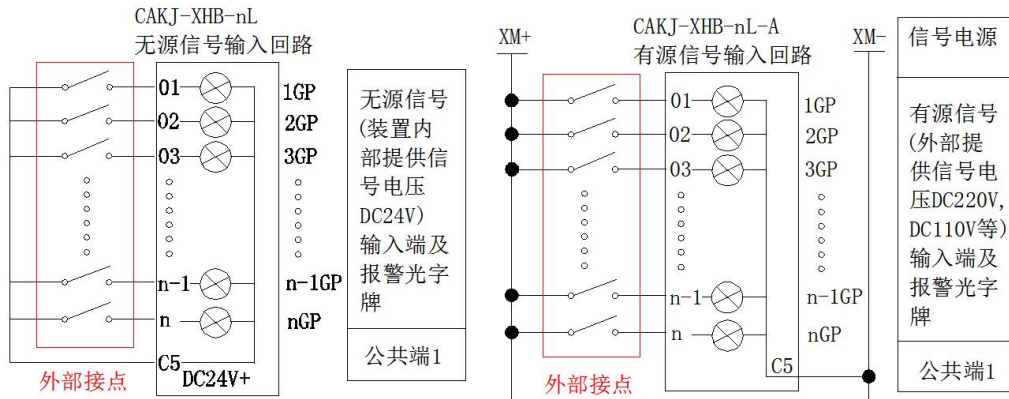 CAKJ-XHB-nL
无源信号输入回路
01
1GP
02
2GP
03
3GP
n-1
n-1GP
n
nGP
C5
DC24V+
外部接点
无源信号
(装置内
部提供信
号电压
DC24V)
输入端及
报警光字
牌
公共端1
XM+
CAKJ-XHB-nL-A
有源信号输入回路
XM-
01
1GP
02
2GP
03
3GP
n-1
n-1GP
n
nGP
C5
外部接点
信号电源
有源信号
(外部提
供信号电
压DC220V,
DC110V等)
输入端及
报警光字
牌
公共端1